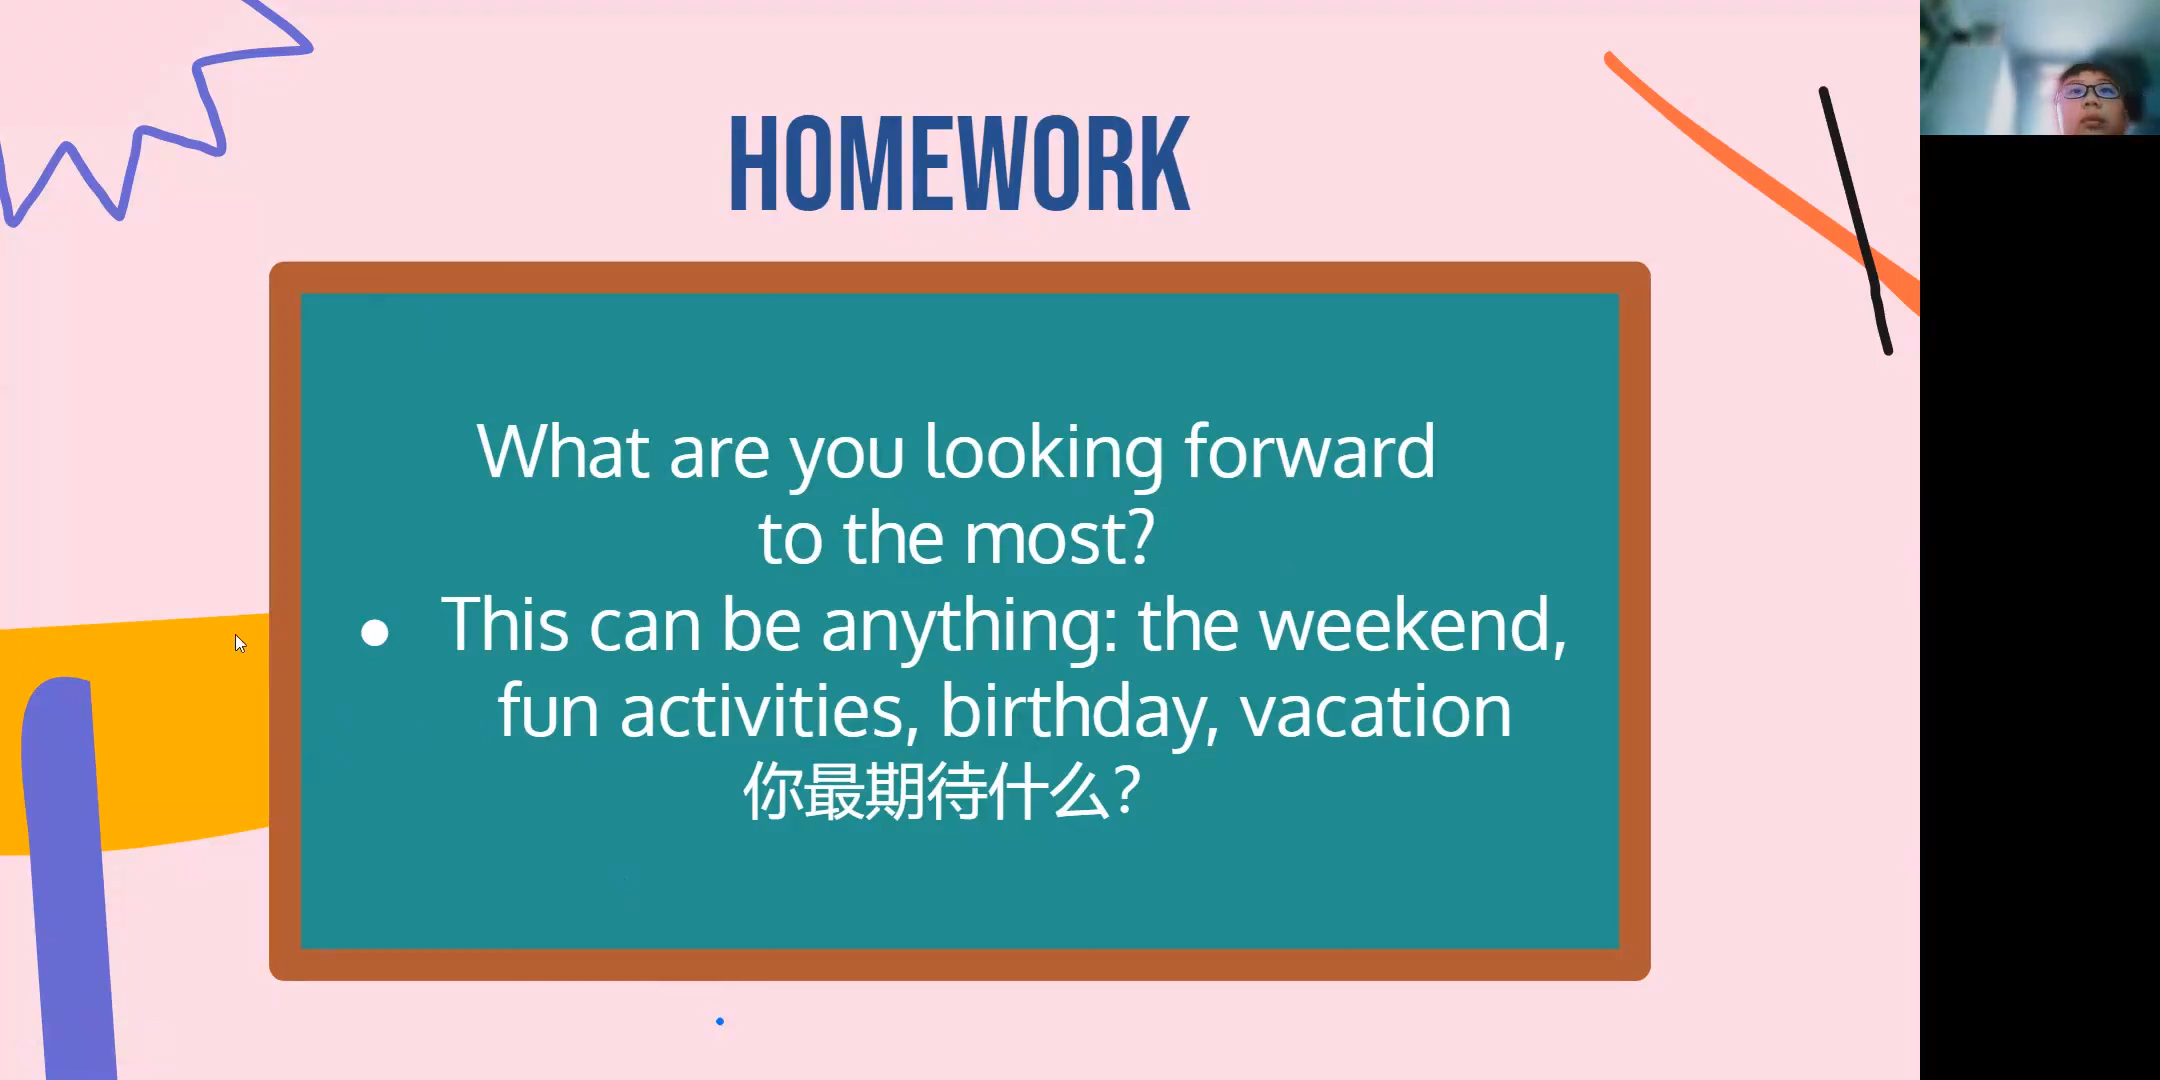 HOMEWORK
What are you looking forward
to the most?
● This can be anything: the weekend,
fun activities, birthday, vacation
你最期待什么?